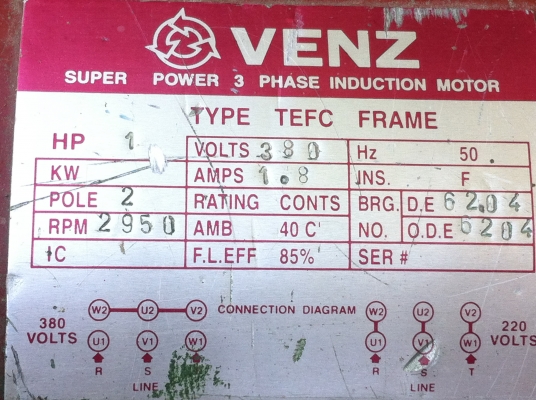 VENZ
SUPER POWER 3 PHASE INDUCTION MOTOR
TYPE TEFC FRAME
HP 1 VOLTS 380 Hz 50.
KW AMPS 1.8 INS. F
POLE 2 RATING CONTS BRG. D.E 6204
RPM 2950 AMB 40 C NO. O.D.E 6204
IC F.L.EFF 85% SER #
W2 U2 V2 CONNECTION DIAGRAM W2 U2 V2
380 VOLTS U1 V1 W1 U1 V1 W1 220 VOLTS
R S R S T
LINE LINE